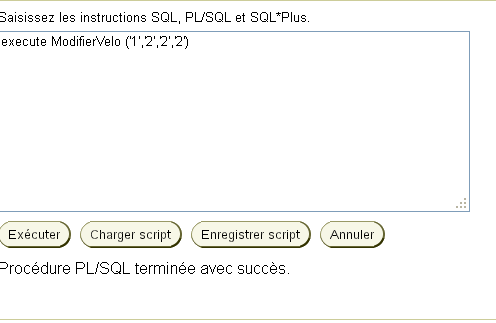 Saisissez les instructions SQL, PL/SQL et SQL*Plus.
execute ModifierVelo ('1','2','2','2')
Exécuter
Charger script
Enregistrer script
Annuler
Procédure PL/SQL terminée avec succès.